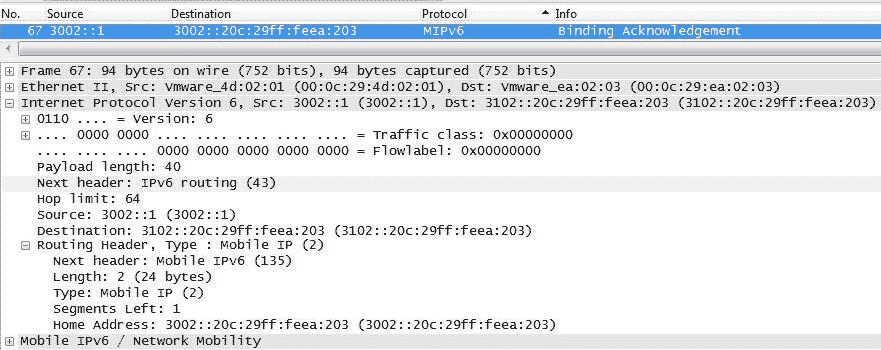 No. Source Destination Protocol Info
67 3002::1 3002::20c:29ff:feea:203 MIPv6 Binding Acknowledgement
Frame 67: 94 bytes on wire (752 bits), 94 bytes captured (752 bits)
Ethernet II, Src: Vmware_4d:02:01 (00:0c:29:4d:02:01), Dst: Vmware_ea:02:03 (00:0c:29:ea:02:03)
Internet Protocol Version 6, Src: 3002::1 (3002::1), Dst: 3102::20c:29ff:feea:203 (3102::20c:29ff:feea:203)
0110 .... = Version: 6
.... 0000 0000 .... .... .... .... .... = Traffic class: 0x00000000
.... .... .... 0000 0000 0000 0000 0000 = Flowlabel: 0x00000000
Payload length: 40
Next header: IPv6 routing (43)
Hop limit: 64
Source: 3002::1 (3002::1)
Destination: 3102::20c:29ff:feea:203 (3102::20c:29ff:feea:203)
Routing Header, Type : Mobile IP (2)
Next header: Mobile IPv6 (135)
Length: 2 (24 bytes)
Type: Mobile IP (2)
Segments Left: 1
Home Address: 3002::20c:29ff:feea:203 (3002::20c:29ff:feea:203)
Mobile IPv6 / Network Mobility